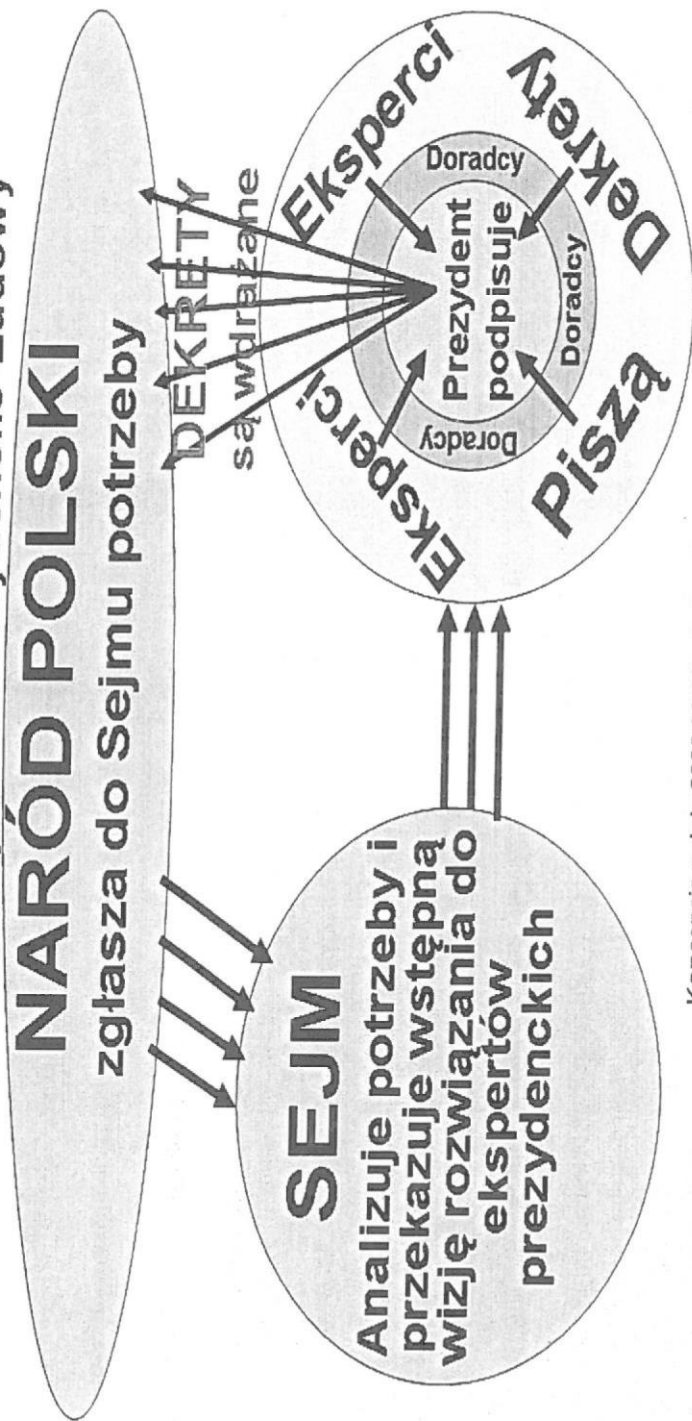 NARÓD POLSKI
zgłasza do Sejmu potrzeby
SEJM
Analizuje potrzeby i
przekazuje wstępną
wizję rozwiązania do
ekspertów
prezydenckich
DEKRETY
są wdrażane
Eksperci
Eksperci
Piszą
Dekrety
Doradcy
Doradcy
Doradcy
Prezydent
podpisuje